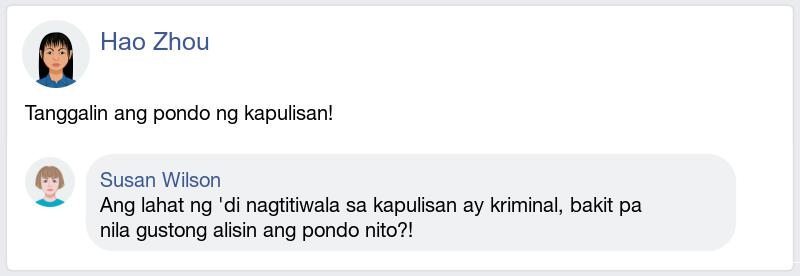 Hao Zhou
Tanggalin ang pondo ng kapulisan!
Susan Wilson
Ang lahat ng 'di nagtitiwala sa kapulisan ay kriminal, bakit pa
nila gustong alisin ang pondo nito?!